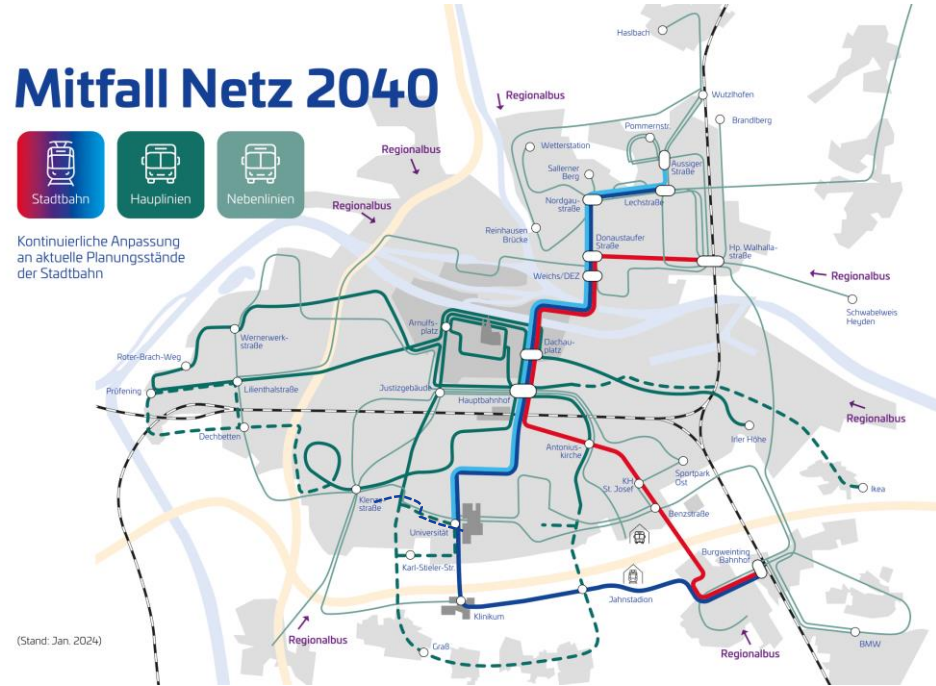 Mitfall Netz 2040
Stadtbahn
Hauplinien
Nebenlinien
Kontinuierliche Anpassung
an aktuelle Planungsstände
der Stadtbahn
Haslbach
Wutzlhofen
Brandberg
Regionalbus
Pommernstr.
Wetterstation
Aussiger
Straße
Regionalbus
Sallerner
Berg
Nordgau-
straße
Lechstraße
Regionalbus
Reinhausen
Brücke
Donaustaufer
Straße
Hp. Walhalla-
straße
Weichs/DEZ
Regionalbus
Schwabelweis
Heyden
Arnulfs-
platz
Wernerwerk-
straße
Dachau-
platz
Roter-Brach-Weg
Prüfening
Lilienthalstraße
Justizgebäude
Hauptbahnhof
Regionalbus
Dechbetten
Irler Höhe
Antonius-
kirche
Sportpark
Ost
KH
St. Josef
Ikea
Klenze-
straße
Benzstraße
Universität
Burgweinting
Bahnhof
Karl-Stieler-Str.
Jahnstadion
Klinikum
Regionalbus
Graß
Regionalbus
BMW
(Stand: Jan. 2024)